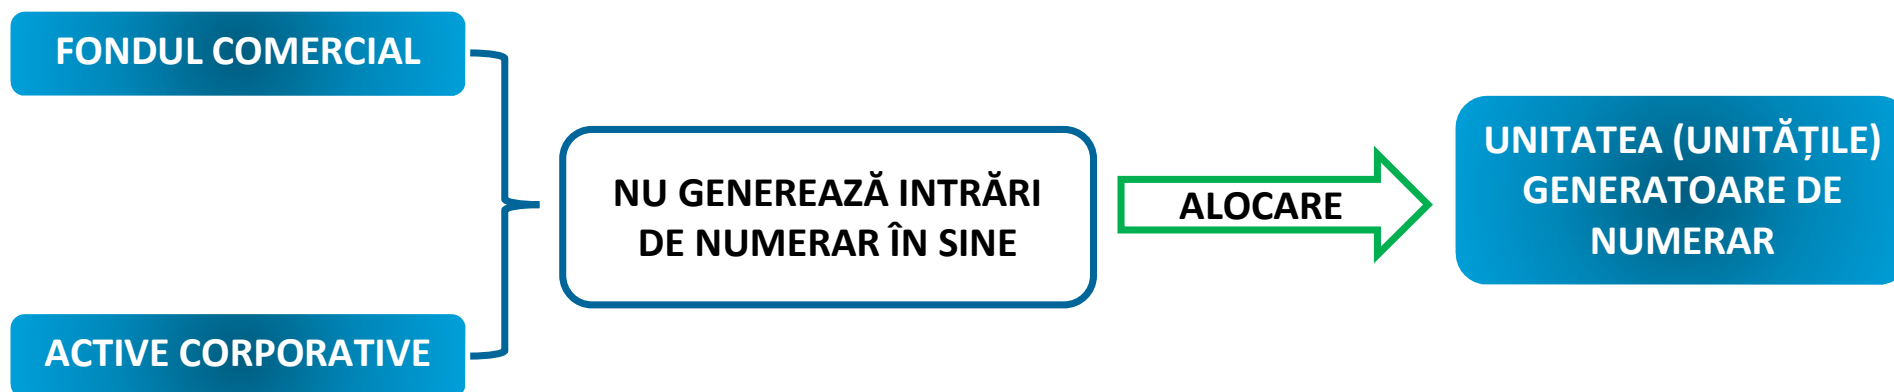 FONDUL COMERCIAL
ACTIVE CORPORATIVE
NU GENEREAZĂ INTRĂRI
DE NUMERAR ÎN SINE
ALOCARE
UNITATEA (UNITĂȚILE)
GENERATOARE DE
NUMERAR